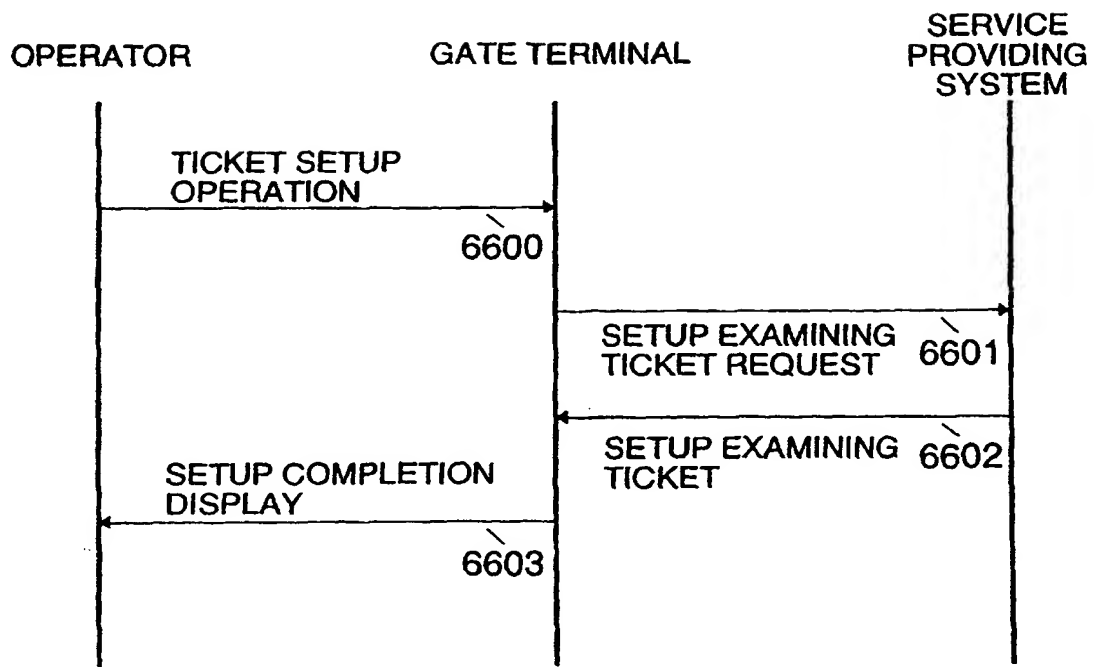 OPERATOR
GATE TERMINAL
SERVICE
PROVIDING
SYSTEM
TICKET SETUP
OPERATION
6600
SETUP EXAMINING
TICKET REQUEST
6601
SETUP EXAMINING
TICKET
6602
SETUP COMPLETION
DISPLAY
6603